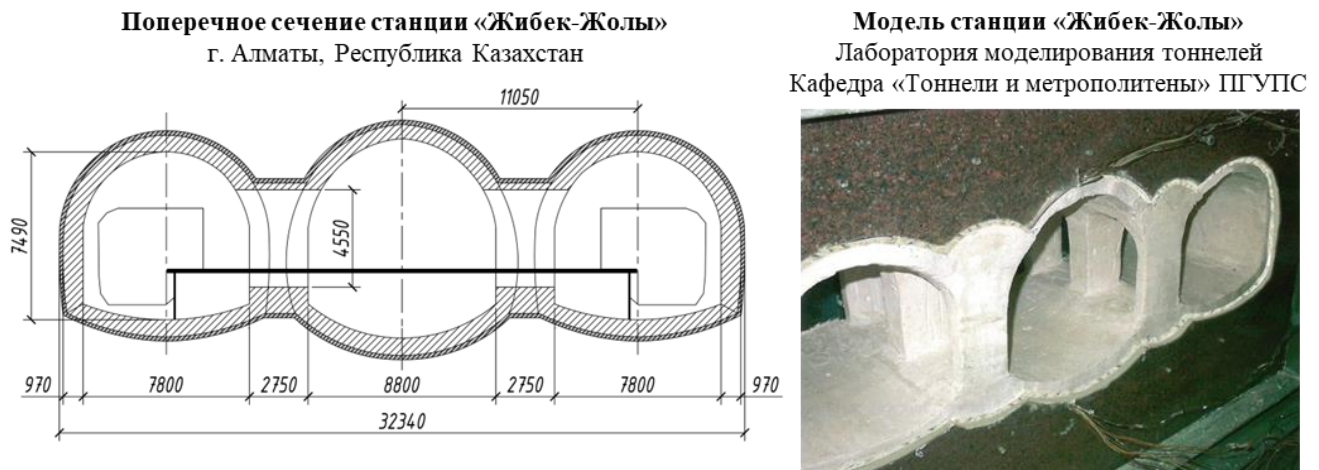 Поперечное сечение станции «Жибек-Жолы»
г. Алматы, Республика Казахстан
11050
7490
4550
970
7800
2750
8800
2750
7800
970
32340
Модель станции «Жибек-Жолы»
Лаборатория моделирования тоннелей
Кафедра «Тоннели и метрополитены» ПГУПС